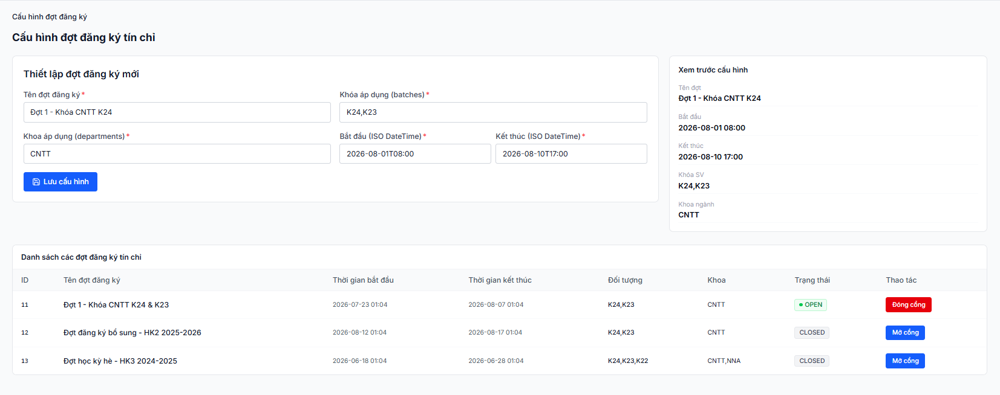 Cấu hình đợt đăng ký
Cấu hình đợt đăng ký tín chỉ
Thiết lập đợt đăng ký mới
Tên đợt đăng ký *
Khóa áp dụng (batches) *
Đợt 1 - Khóa CNTT K24
K24,K23
Khoa áp dụng (departments) *
Bắt đầu (ISO DateTime) *
Kết thúc (ISO DateTime) *
CNTT
2026-08-01T08:00
2026-08-10T17:00
Lưu cấu hình
Xem trước cấu hình
Tên đợt
Đợt 1 - Khóa CNTT K24
Bắt đầu
2026-08-01 08:00
Kết thúc
2026-08-10 17:00
Khóa SV
K24,K23
Khoa ngành
CNTT
Danh sách các đợt đăng ký tín chỉ
ID Tên đợt đăng ký Thời gian bắt đầu Thời gian kết thúc Đối tượng Khoa Trạng thái Thao tác
11 Đợt 1 - Khóa CNTT K24 & K23 2026-07-23 01:04 2026-08-07 01:04 K24,K23 CNTT OPEN Đóng cổng
12 Đợt đăng ký bổ sung - HK2 2025-2026 2026-08-12 01:04 2026-08-17 01:04 K24,K23 CNTT CLOSED Mở cổng
13 Đợt học kỳ hè - HK3 2024-2025 2026-06-18 01:04 2026-06-28 01:04 K24,K23,K22 CNTT,NNA CLOSED Mở cổng